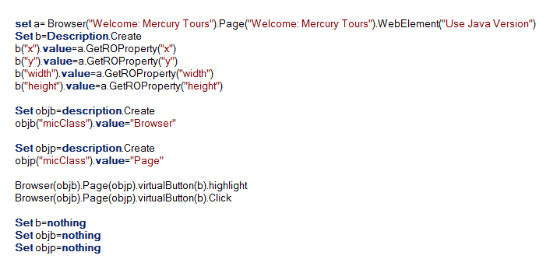 set a= Browser("Welcome: Mercury Tours").Page("Welcome: Mercury Tours").WebElement("Use Java Version")
Set b=Description.Create
b("x").value=a.GetROProperty("x")
b("y").value=a.GetROProperty("y")
b("width").value=a.GetROProperty("width")
b("height").value=a.GetROProperty("height")
Set objb=description.Create
objb("micClass").value="Browser"
Set objp=description.Create
objp("micClass").value="Page"
Browser(objb).Page(objp).virtualButton(b).highlight
Browser(objb).Page(objp).virtualButton(b).Click
Set b=nothing
Set objb=nothing
Set objp=nothing